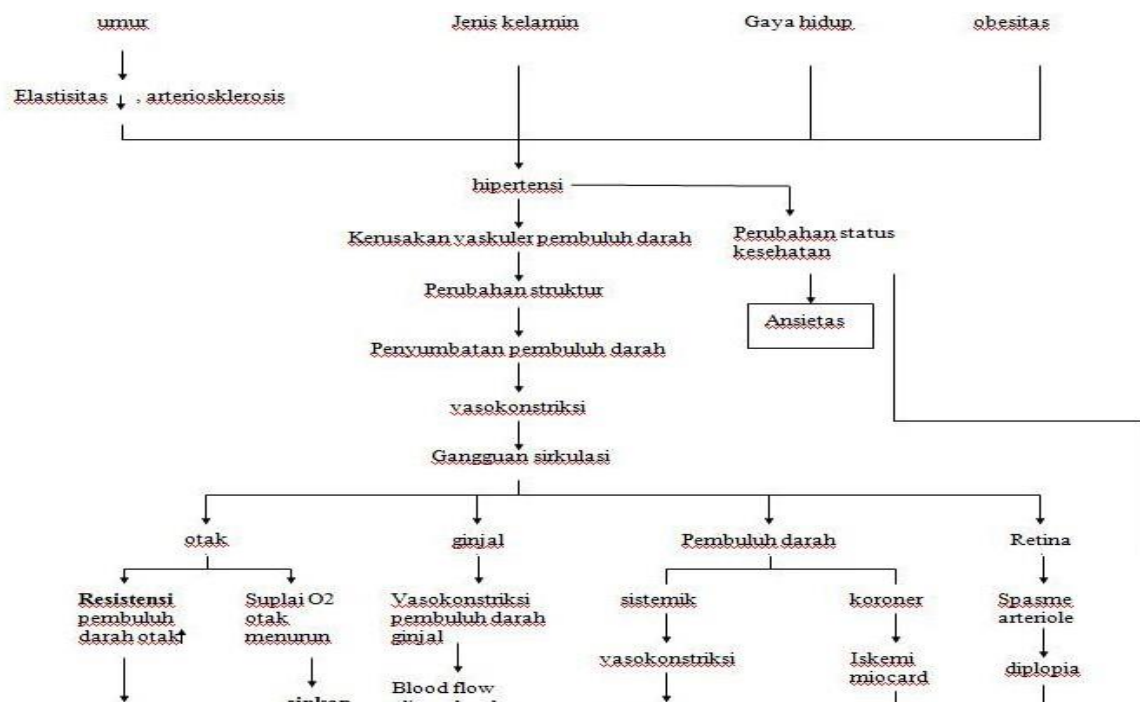 umur
Jenis kelamin
Gaya hidup
obesitas
Elastisitas ↓ , arteriosklerosis
hipertensi
Kerusakan vaskuler pembuluh darah
Perubahan status
kesehatan
Perubahan struktur
Ansietas
Penyumbatan pembuluh darah
vasokonstriksi
Gangguan sirkulasi
otak
ginjal
Pembuluh darah
Retina
Resistensi
pembuluh
darah otak↑
Suplai O2
otak
menurun
Vasokonstriksi
pembuluh darah
ginjal
sistemik
koroner
Spasme
arteriole
vasokonstriksi
Iskemi
miocard
diplopia
Blood flow